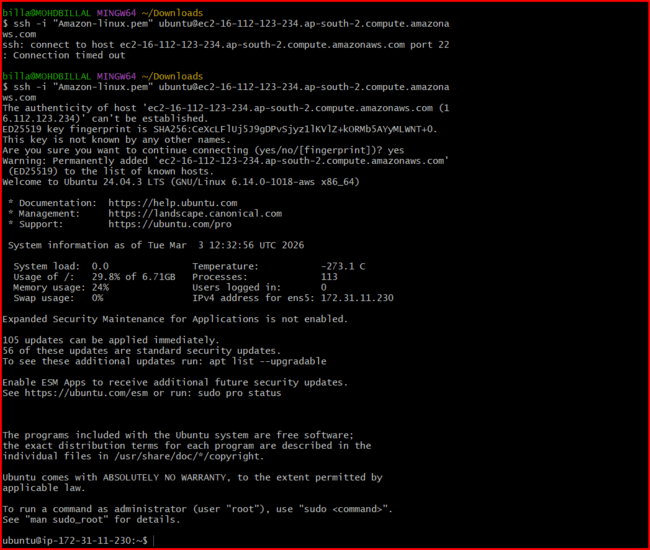 billa@MOHDBILLAL MINGW64 ~/Downloads
$ ssh -i "Amazon-linux.pem" ubuntu@ec2-16-112-123-234.ap-south-2.compute.amazona
ws.com
ssh: connect to host ec2-16-112-123-234.ap-south-2.compute.amazonaws.com port 22
: Connection timed out

billa@MOHDBILLAL MINGW64 ~/Downloads
$ ssh -i "Amazon-linux.pem" ubuntu@ec2-16-112-123-234.ap-south-2.compute.amazona
ws.com
The authenticity of host 'ec2-16-112-123-234.ap-south-2.compute.amazonaws.com (1
6.112.123.234)' can't be established.
ED25519 key fingerprint is SHA256:CeXcLFlUj5J9gDPvSjyz1lKVlZ+kORMb5AYyMLWNT+0.
This key is not known by any other names.
Are you sure you want to continue connecting (yes/no/[fingerprint])? yes
Warning: Permanently added 'ec2-16-112-123-234.ap-south-2.compute.amazonaws.com'
 (ED25519) to the list of known hosts.
Welcome to Ubuntu 24.04.3 LTS (GNU/Linux 6.14.0-1018-aws x86_64)

 * Documentation:  https://help.ubuntu.com
 * Management:     https://landscape.canonical.com
 * Support:        https://ubuntu.com/pro

 System information as of Tue Mar  3 12:32:56 UTC 2026

  System load:  0.0                Temperature:           -273.1 C
  Usage of /:   29.8% of 6.71GB   Processes:             113
  Memory usage: 24%                Users logged in:       0
  Swap usage:   0%                 IPv4 address for ens5: 172.31.11.230

Expanded Security Maintenance for Applications is not enabled.

105 updates can be applied immediately.
56 of these updates are standard security updates.
To see these additional updates run: apt list --upgradable

Enable ESM Apps to receive additional future security updates.
See https://ubuntu.com/esm or run: sudo pro status

The programs included with the Ubuntu system are free software;
the exact distribution terms for each program are described in the
individual files in /usr/share/doc/*/copyright.

Ubuntu comes with ABSOLUTELY NO WARRANTY, to the extent permitted by
applicable law.

To run a command as administrator (user "root"), use "sudo <command>".
See "man sudo_root" for details.

ubuntu@ip-172-31-11-230:~$